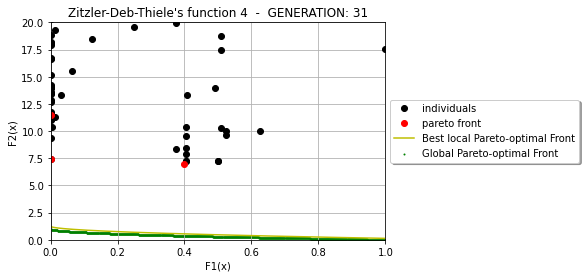 Zitzler-Deb-Thiele's function 4 - GENERATION: 31
F2(x)
20.0
17.5
15.0
12.5
10.0
7.5
5.0
2.5
0.0
0.0
0.2
0.4
0.6
0.8
1.0
F1(x)
individuals
pareto front
Best local Pareto-optimal Front
Global Pareto-optimal Front